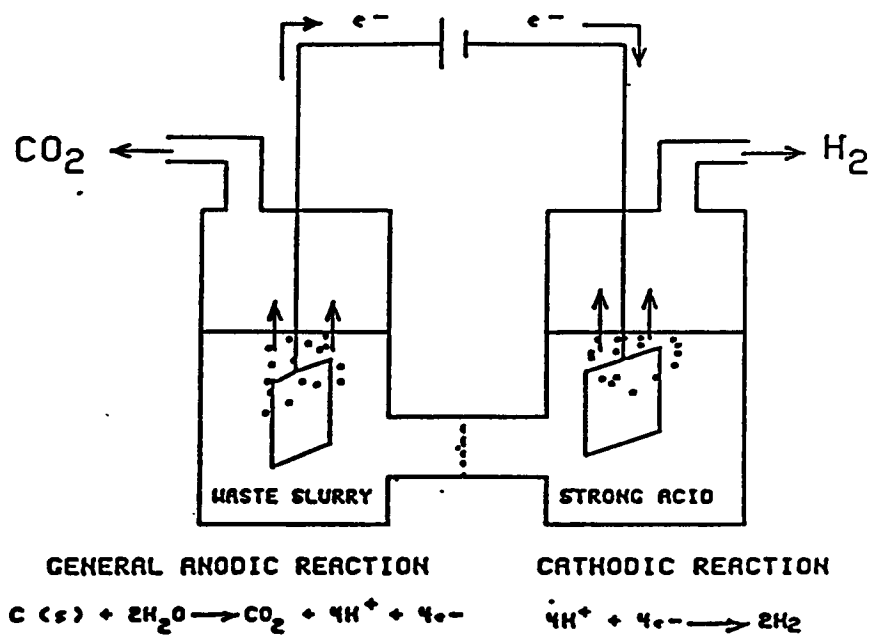 e- e-
CO2 H2
WASTE SLURRY STRONG ACID
GENERAL ANODIC REACTION CATHODIC REACTION
C (s) + 2H2O → CO2 + 4H+ + 4e- 4H+ + 4e- → 2H2